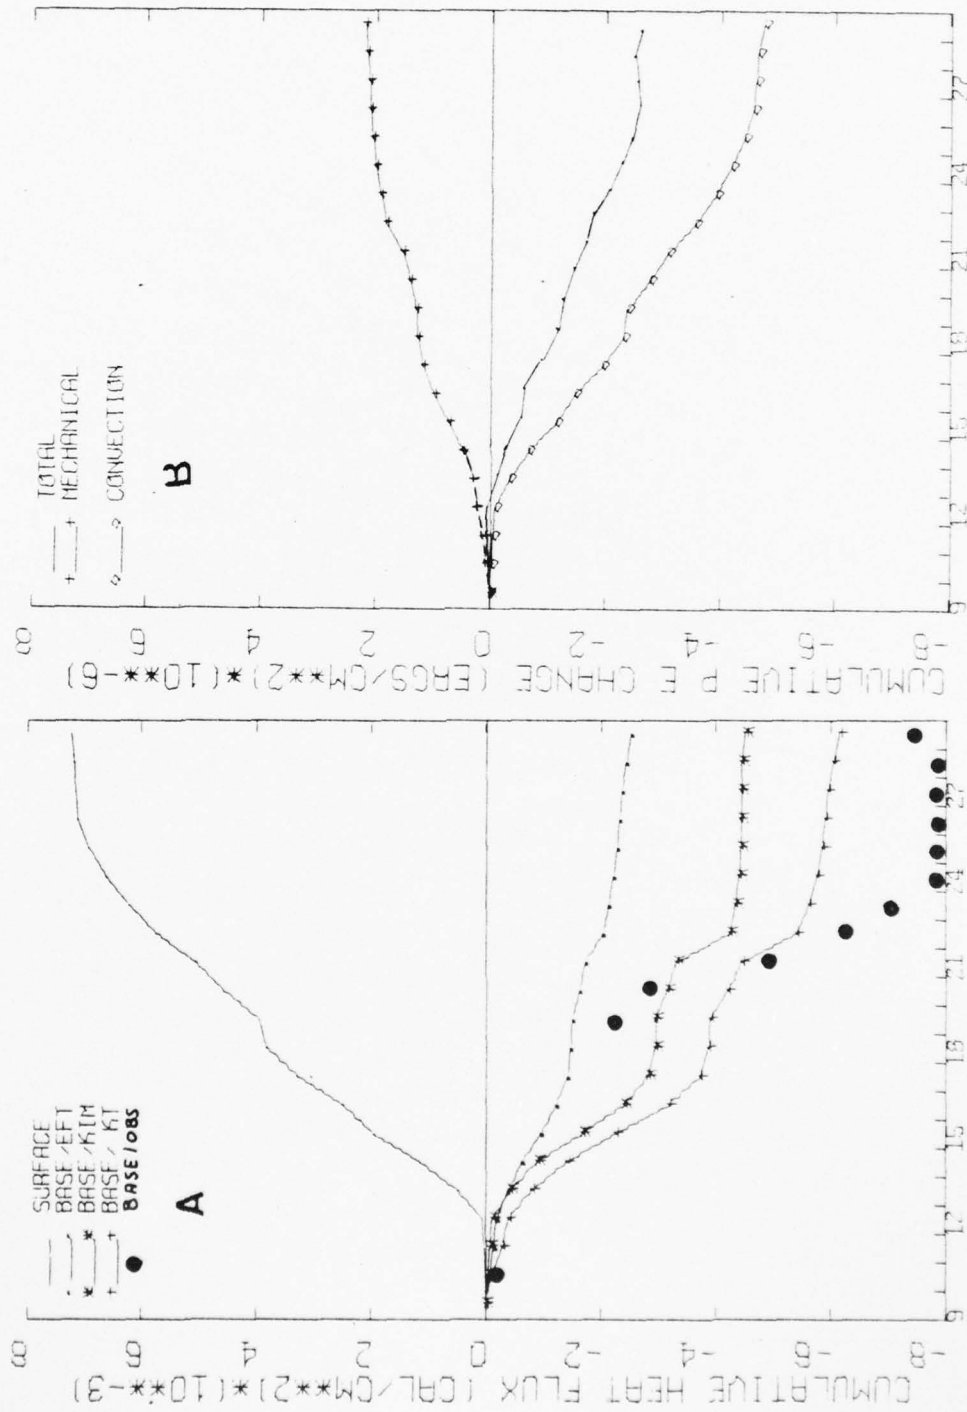 SURFACE
BASE/EFT
BASE/KIM
BASE/ KT
BASE/OBS
A
CUMULATIVE HEAT FLUX (CAL/CM**2)*(10**-3)
8
6
4
2
0
-2
-4
-6
-8
9
12
15
18
21
24
27
TOTAL
MECHANICAL
CONVECTION
B
CUMULATIVE P E CHANGE (ERGS/CM**2)*(10**-6)
8
6
4
2
0
-2
-4
-6
-8
9
12
15
18
21
24
27